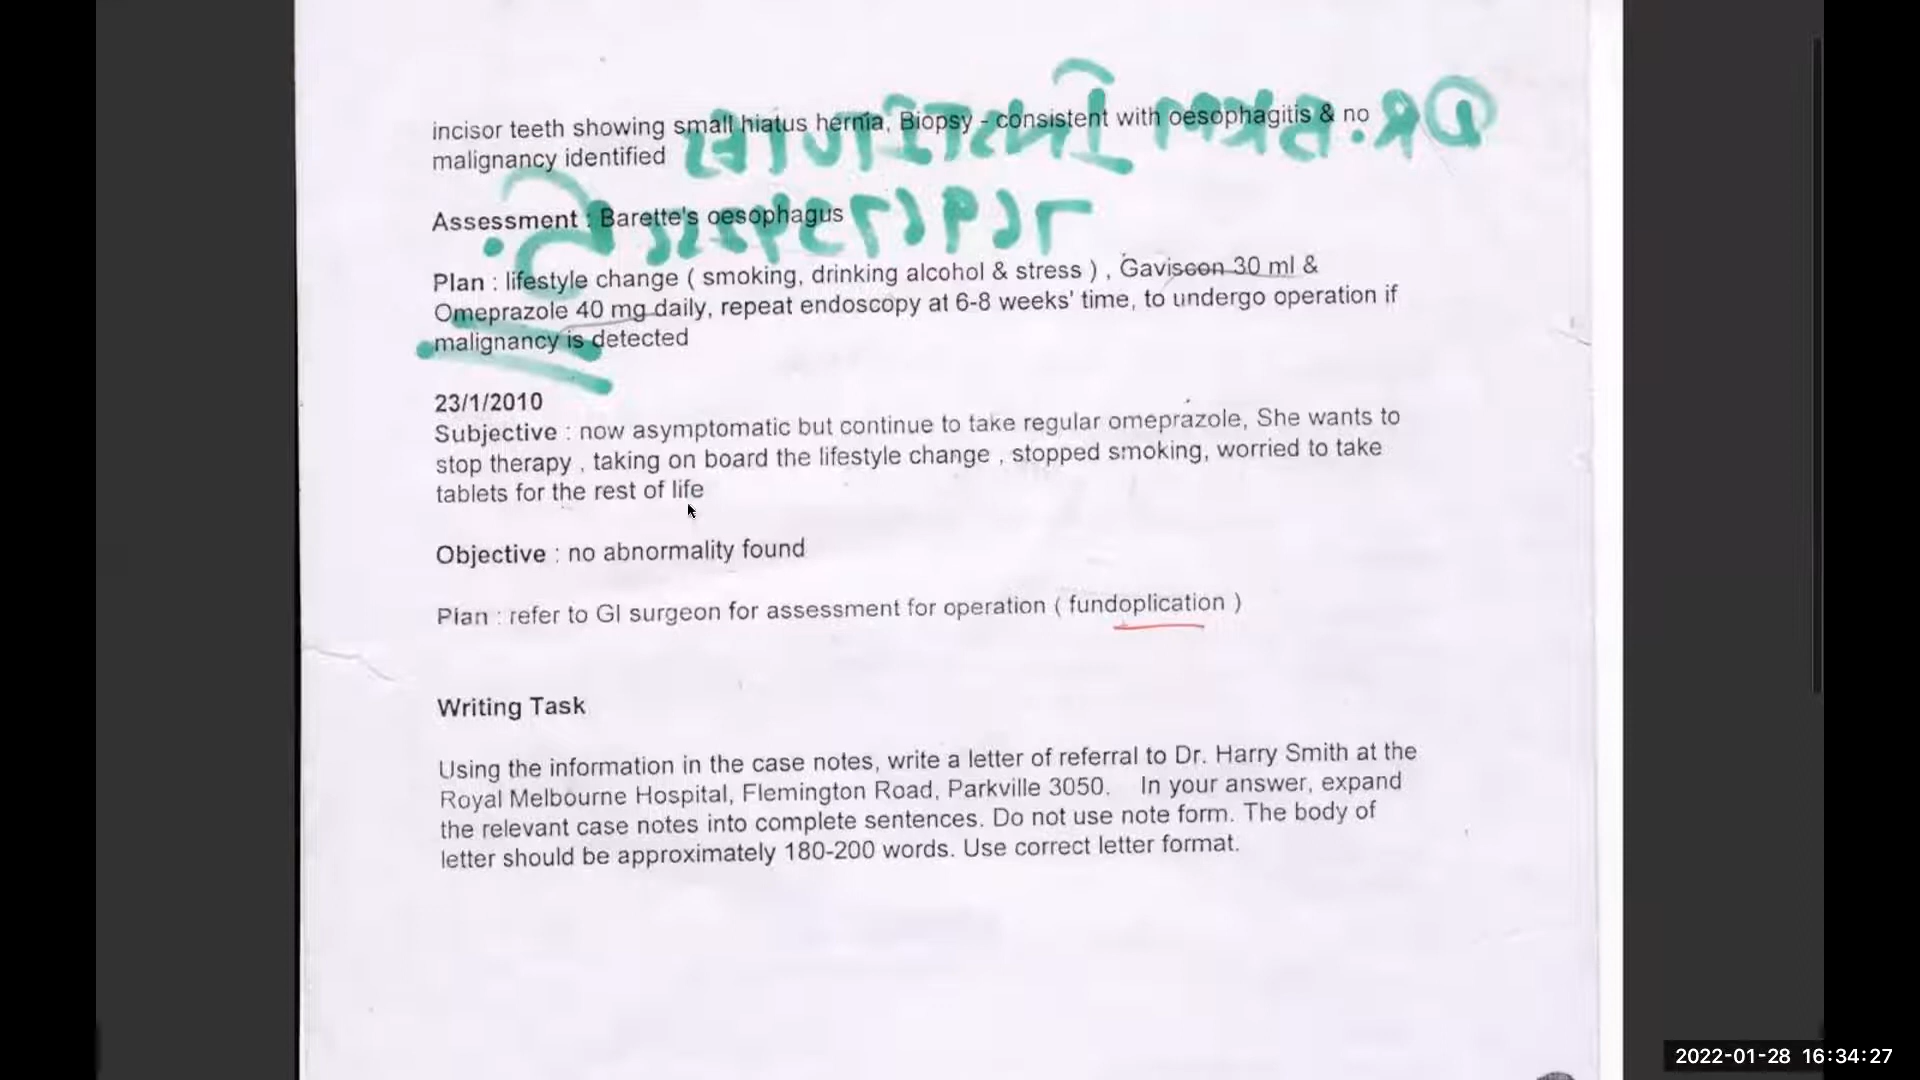 incisor teeth showing small hiatus hernia, Biopsy - consistent with oesophagitis & no
malignancy identified
Assessment : Barette's oesophagus
Plan : lifestyle change ( smoking, drinking alcohol & stress ) , Gaviscon 30 ml &
Omeprazole 40 mg daily, repeat endoscopy at 6-8 weeks' time, to undergo operation if
malignancy is detected
23/1/2010
Subjective : now asymptomatic but continue to take regular omeprazole, She wants to
stop therapy , taking on board the lifestyle change , stopped smoking, worried to take
tablets for the rest of life
Objective : no abnormality found
Plan : refer to GI surgeon for assessment for operation ( fundoplication )
Writing Task
Using the information in the case notes, write a letter of referral to Dr. Harry Smith at the
Royal Melbourne Hospital, Flemington Road, Parkville 3050. In your answer, expand
the relevant case notes into complete sentences. Do not use note form. The body of
letter should be approximately 180-200 words. Use correct letter format.
2022-01-28 16:34:27